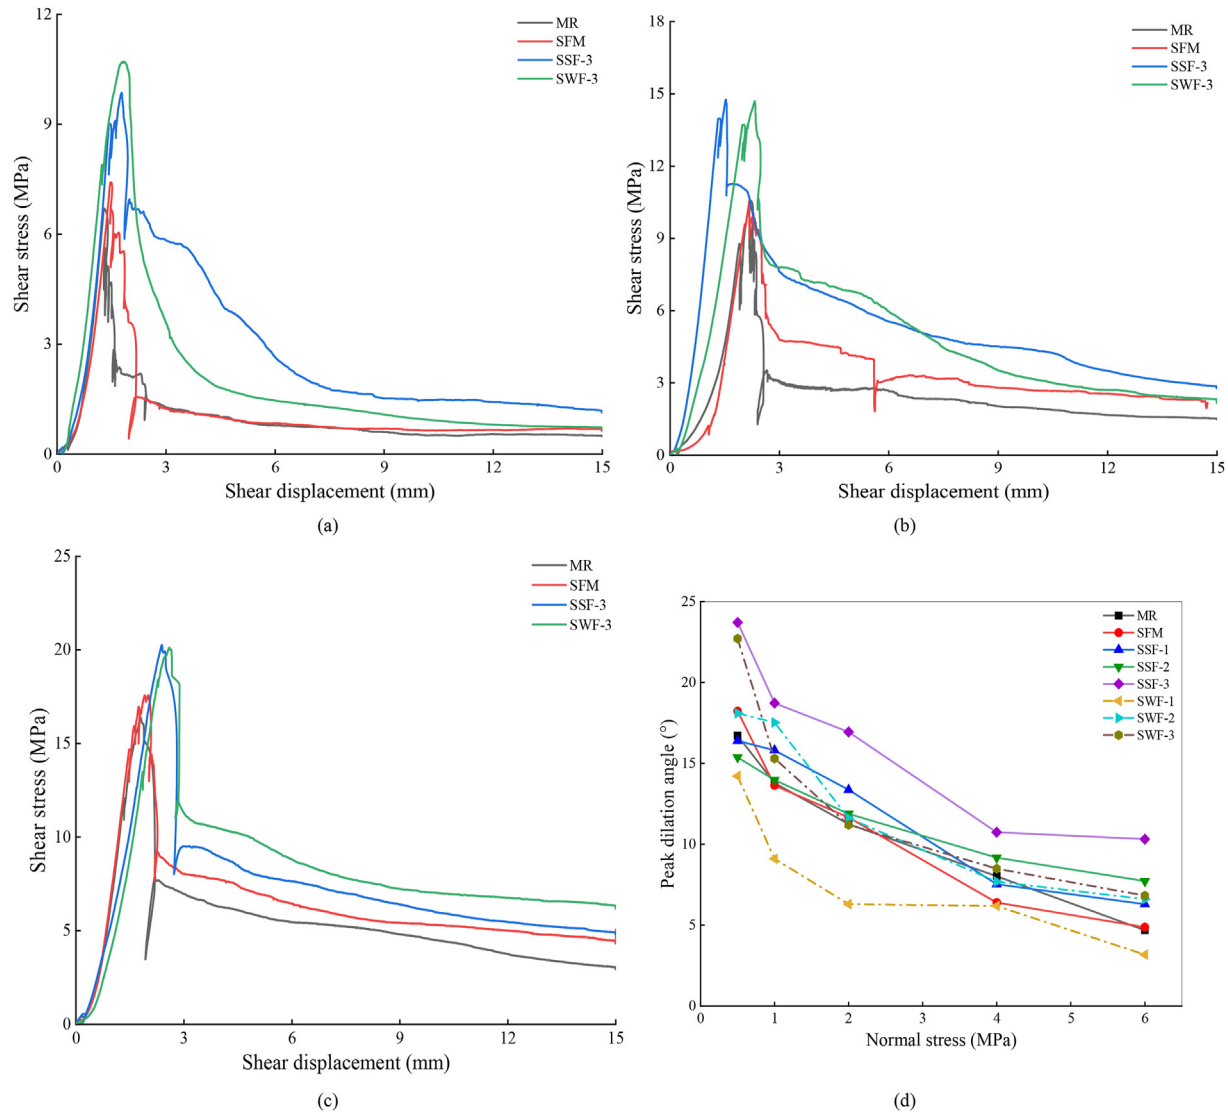 12
9
6
3
0
Shear stress (MPa)
MR
SFM
SSF-3
SWF-3
0 3 6 9 12 15
Shear displacement (mm)
(a)
18
15
12
9
6
3
0
Shear stress (MPa)
MR
SFM
SSF-3
SWF-3
0 3 6 9 12 15
Shear displacement (mm)
(b)
25
20
15
10
5
0
Shear stress (MPa)
MR
SFM
SSF-3
SWF-3
0 3 6 9 12 15
Shear displacement (mm)
(c)
25
20
15
10
5
0
Peak dilation angle (°)
MR
SFM
SSF-1
SSF-2
SSF-3
SWF-1
SWF-2
SWF-3
0 1 2 3 4 5 6
Normal stress (MPa)
(d)